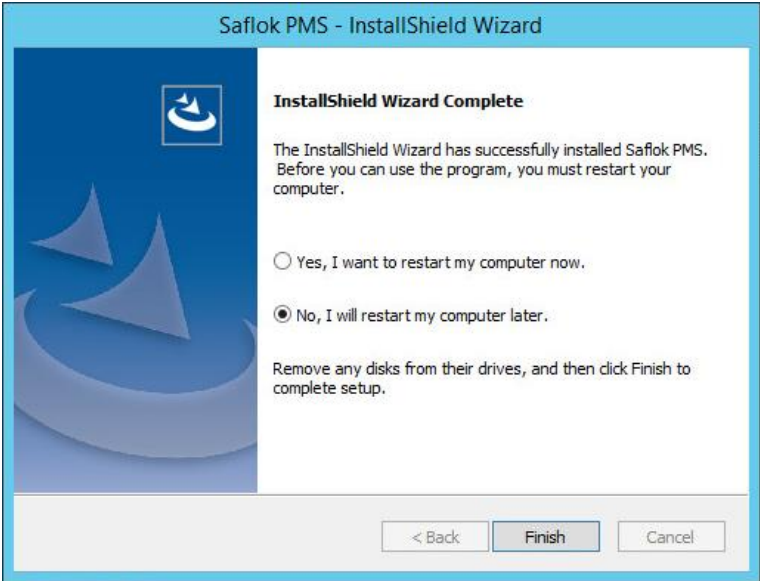 Saflok PMS - InstallShield Wizard
InstallShield Wizard Complete
The InstallShield Wizard has successfully installed Saflok PMS.
Before you can use the program, you must restart your
computer.
Yes, I want to restart my computer now.
No, I will restart my computer later.
Remove any disks from their drives, and then click Finish to
complete setup.
< Back Finish Cancel